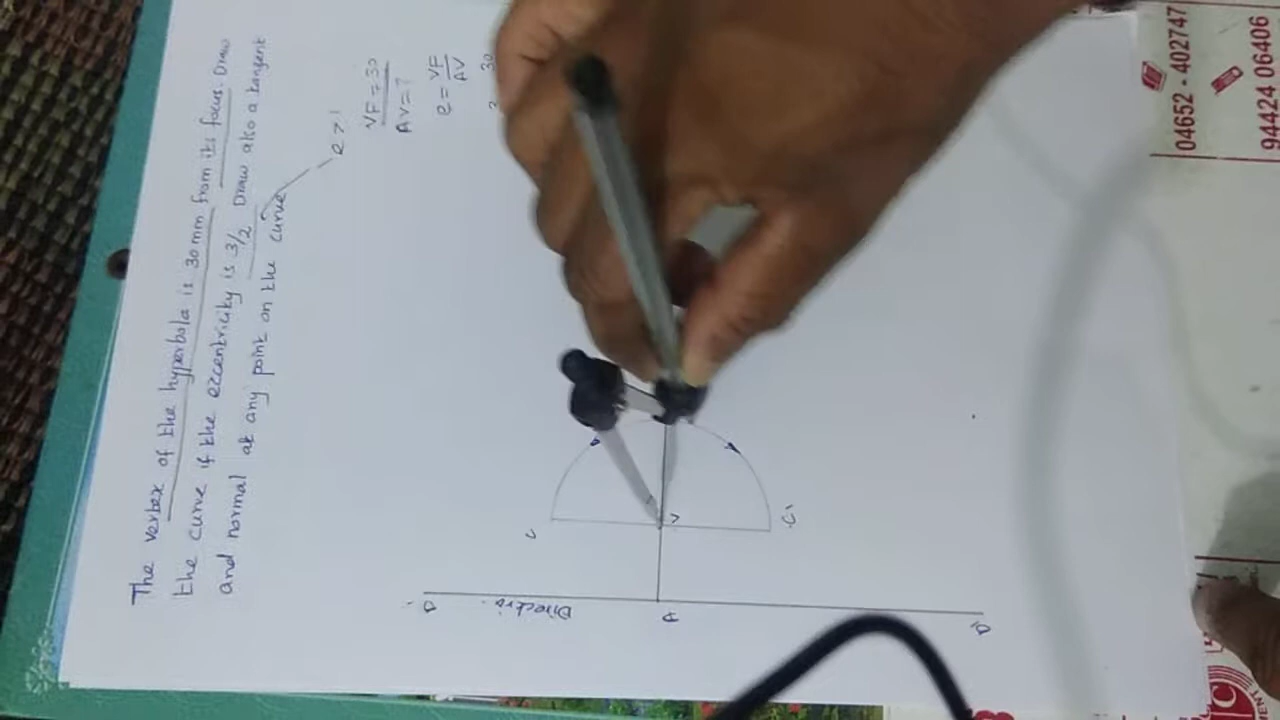 The vertex of the hyperbola is 30mm from its focus. Draw
the curve if the eccentricity is 3/2 Draw also a tangent
and normal at any point on the curve
e > 1
VF = 30
AV = ?
e = VF
AV
30
C
V
C'
D
Directrix
A
D'
04652 - 402747
94424 06406